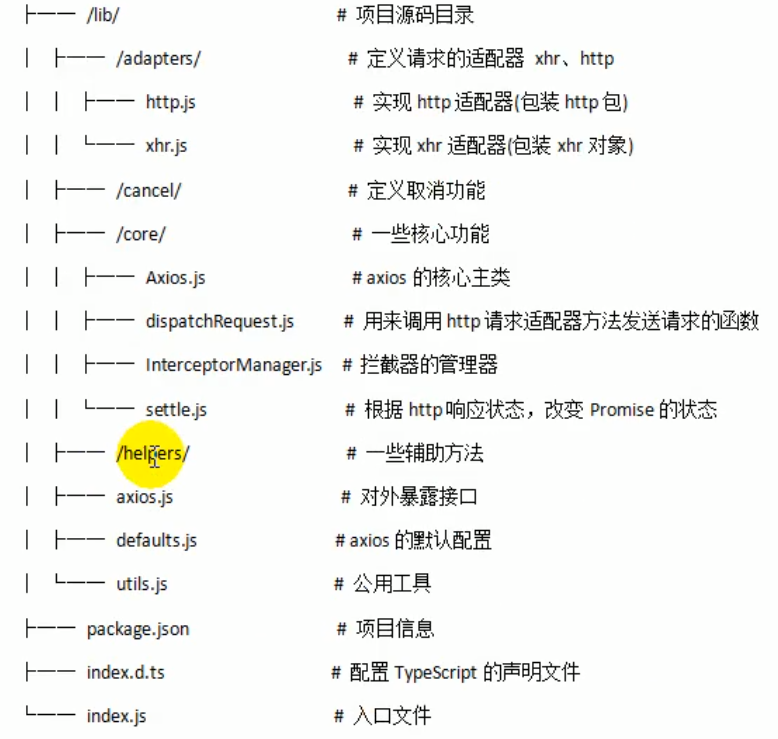 ├── /lib/ # 项目源码目录
│ ├── /adapters/ # 定义请求的适配器 xhr、http
│ │ ├── http.js # 实现 http 适配器(包装 http 包)
│ │ └── xhr.js # 实现 xhr 适配器(包装 xhr 对象)
│ ├── /cancel/ # 定义取消功能
│ ├── /core/ # 一些核心功能
│ │ ├── Axios.js # axios 的核心主类
│ │ ├── dispatchRequest.js # 用来调用 http 请求适配器方法发送请求的函数
│ │ ├── InterceptorManager.js # 拦截器的管理器
│ │ └── settle.js # 根据 http 响应状态，改变 Promise 的状态
│ ├── /helpers/ # 一些辅助方法
│ ├── axios.js # 对外暴露接口
│ ├── defaults.js # axios 的默认配置
│ └── utils.js # 公用工具
├── package.json # 项目信息
├── index.d.ts # 配置 TypeScript 的声明文件
└── index.js # 入口文件